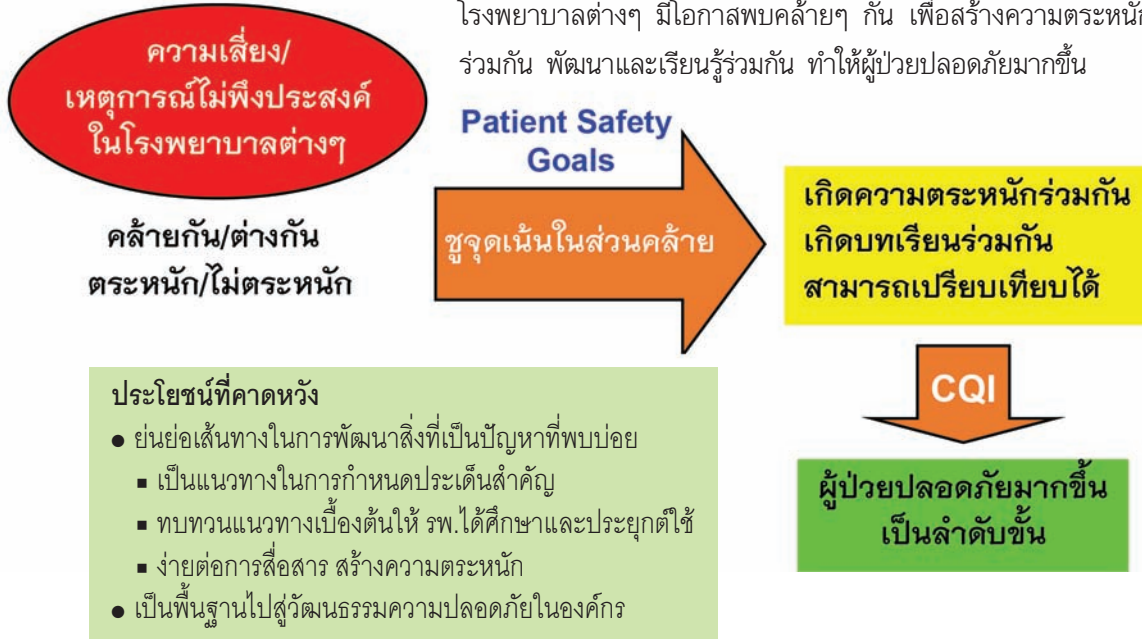 โรงพยาบาลต่างๆ มีโอกาสพบคล้ายๆ กัน เพื่อสร้างความตระหนัก
ร่วมกัน พัฒนาและเรียนรู้ร่วมกัน ทำให้ผู้ป่วยปลอดภัยมากขึ้น
ความเสี่ยง/
เหตุการณ์ไม่พึงประสงค์
ในโรงพยาบาลต่างๆ
คล้ายกัน/ต่างกัน
ตระหนัก/ไม่ตระหนัก
Patient Safety
Goals
ชูจุดเน้นในส่วนคล้าย
เกิดความตระหนักร่วมกัน
เกิดบทเรียนร่วมกัน
สามารถเปรียบเทียบได้
CQI
ผู้ป่วยปลอดภัยมากขึ้น
เป็นลำดับขั้น
ประโยชน์ที่คาดหวัง
● ย่นย่อเส้นทางในการพัฒนาสิ่งที่เป็นปัญหาที่พบบ่อย
■ เป็นแนวทางในการกำหนดประเด็นสำคัญ
■ ทบทวนแนวทางเบื้องต้นให้ รพ.ได้ศึกษาและประยุกต์ใช้
■ ง่ายต่อการสื่อสาร สร้างความตระหนัก
● เป็นพื้นฐานไปสู่วัฒนธรรมความปลอดภัยในองค์กร